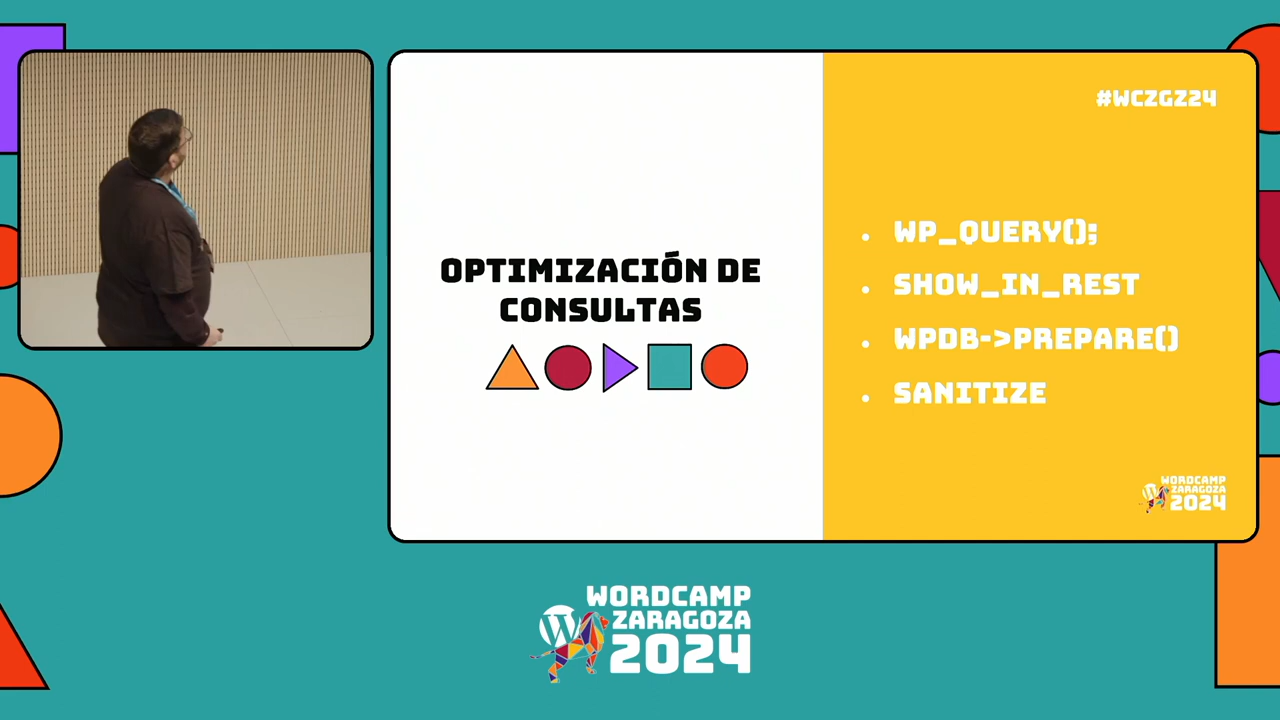 #WCZGZ24
OPTIMIZACIÓN DE
CONSULTAS
• WP_QUERY();
• SHOW_IN_REST
• WPDB->PREPARE()
• SANITIZE
WORDCAMP
ZARAGOZA
2024
WORDCAMP
ZARAGOZA
2024